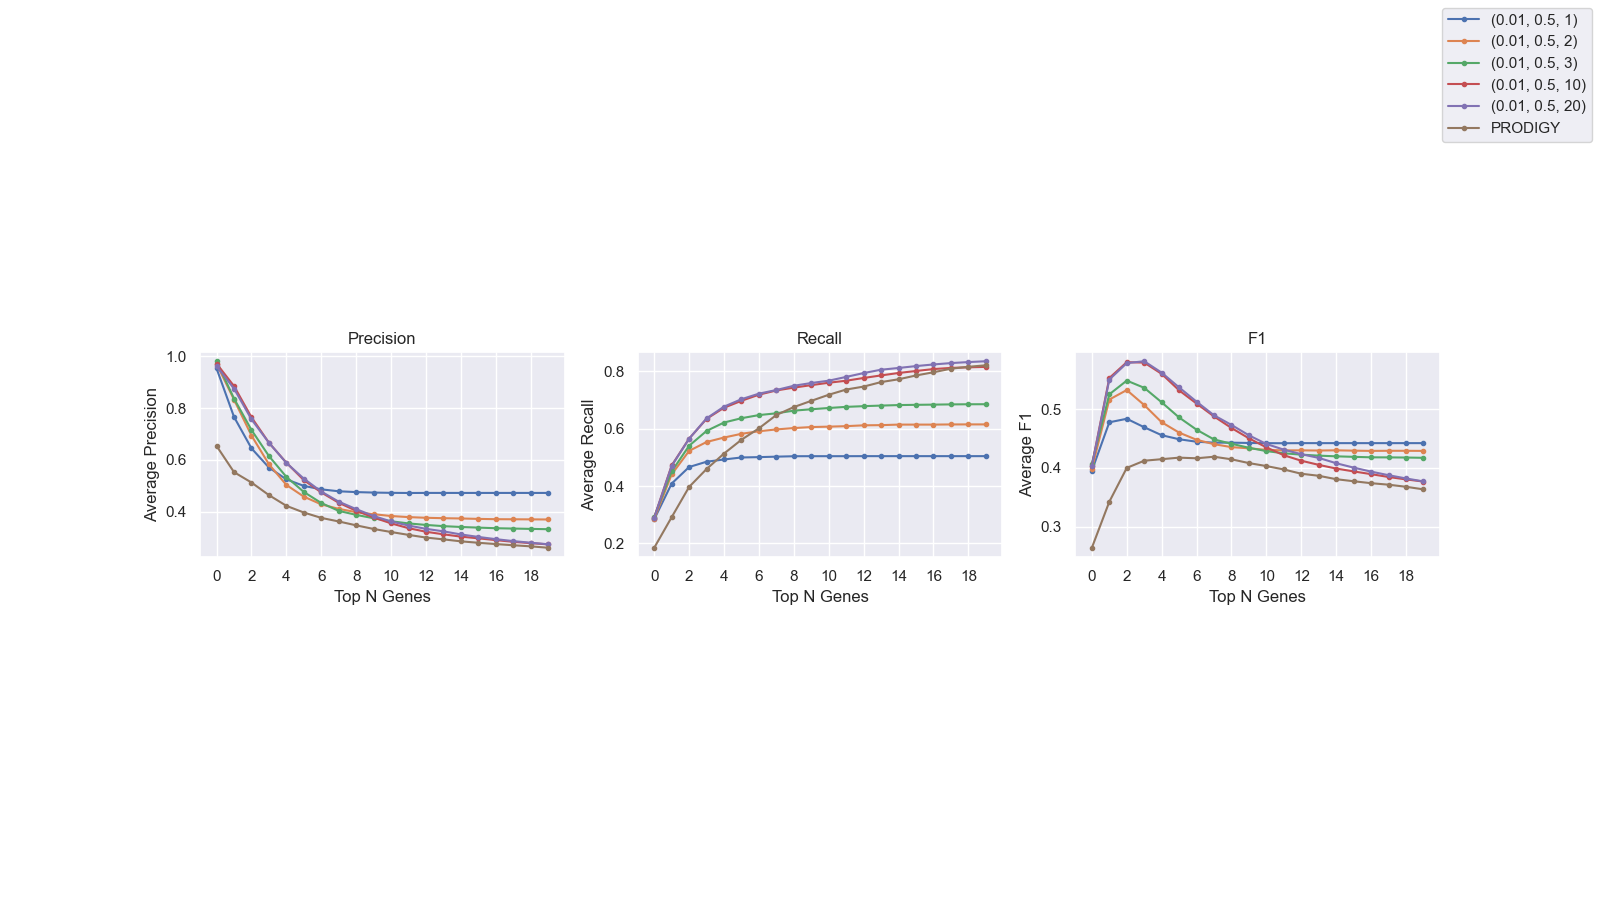 (0.01, 0.5, 1)
(0.01, 0.5, 2)
(0.01, 0.5, 3)
(0.01, 0.5, 10)
(0.01, 0.5, 20)
PRODIGY
Precision
Average Precision
1.0
0.8
0.6
0.4
0 2 4 6 8 10 12 14 16 18
Top N Genes
Recall
Average Recall
0.8
0.6
0.4
0.2
0 2 4 6 8 10 12 14 16 18
Top N Genes
F1
Average F1
0.5
0.4
0.3
0 2 4 6 8 10 12 14 16 18
Top N Genes